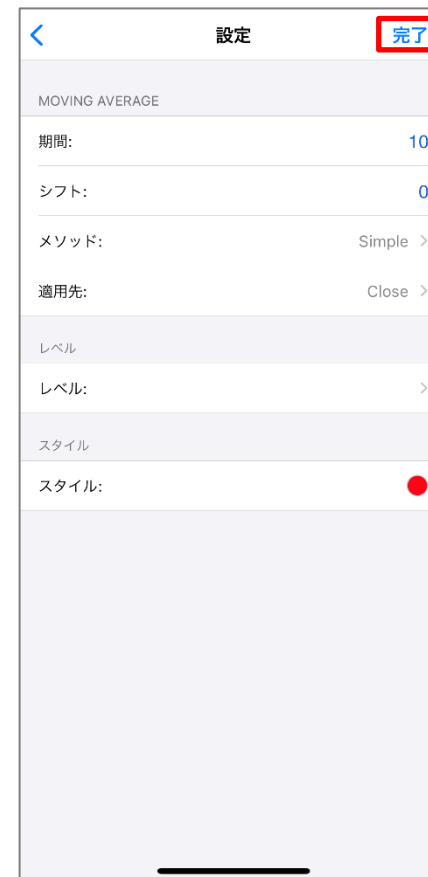 設定 完了
MOVING AVERAGE
期間: 10
シフト: 0
メソッド: Simple
適用先: Close
レベル
レベル:
スタイル
スタイル: